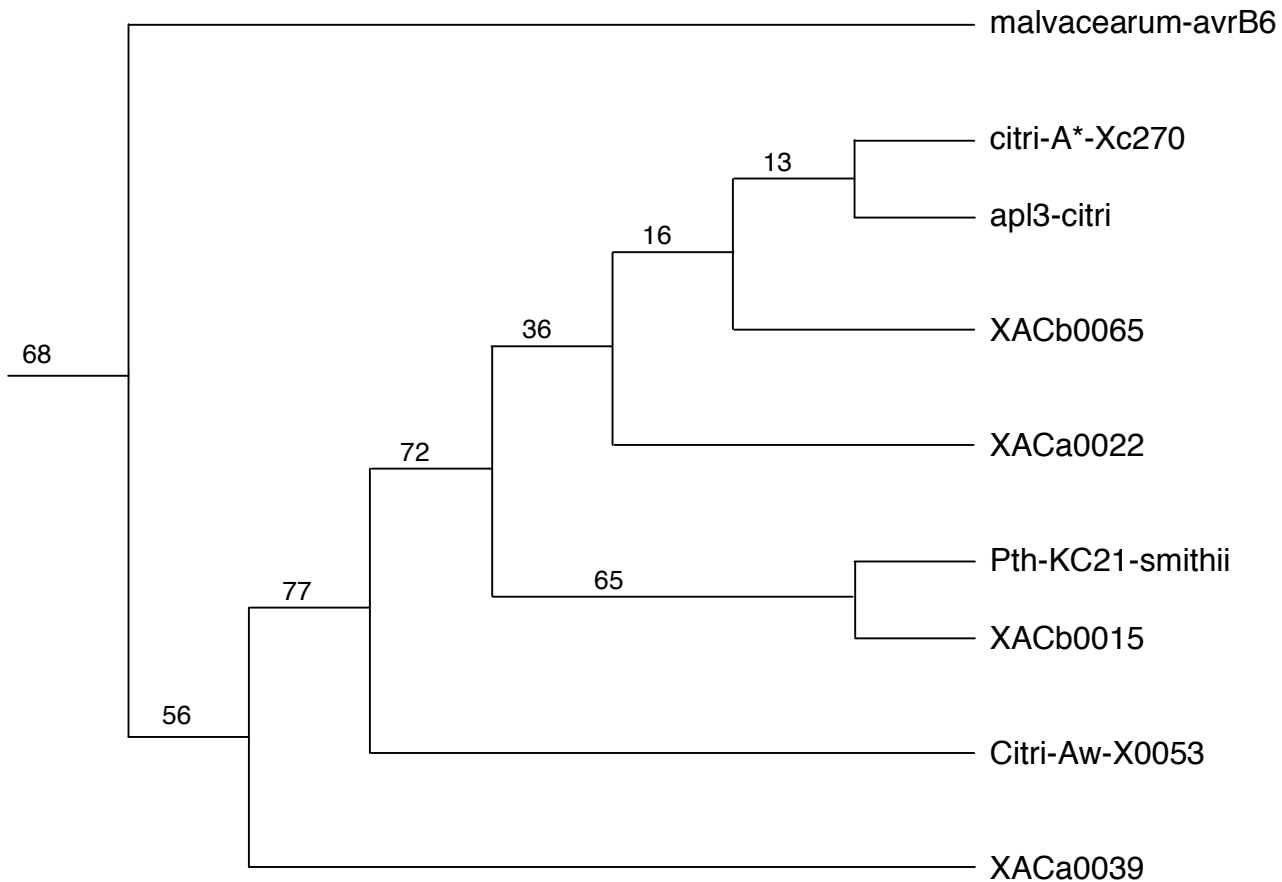 malvacearum-avrB6
citri-A*-Xc270
13
apl3-citri
16
XACb0065
36
68
XACa0022
72
Pth-KC21-smithii
65
77
XACb0015
56
Citri-Aw-X0053
XACa0039